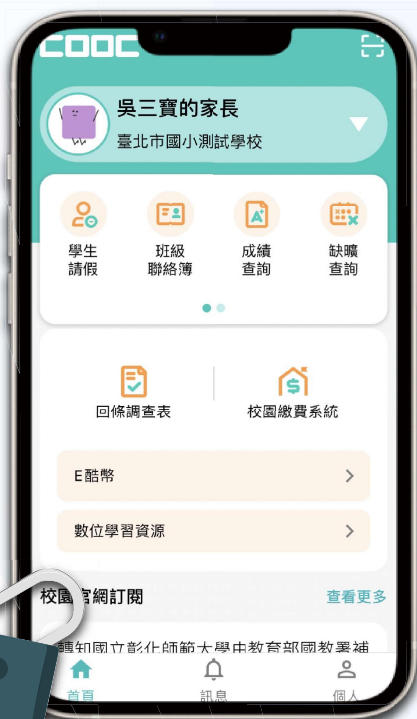 COOC
吳三寶的家長
臺北市國小測試學校
學生
請假
班級
聯絡簿
成績
查詢
缺曠
查詢
回條調查表
校園繳費系統
E酷幣
數位學習資源
校園官網訂閱
查看更多
轉知國立彰化師範大學申教育部國教署補
首頁
訊息
個人